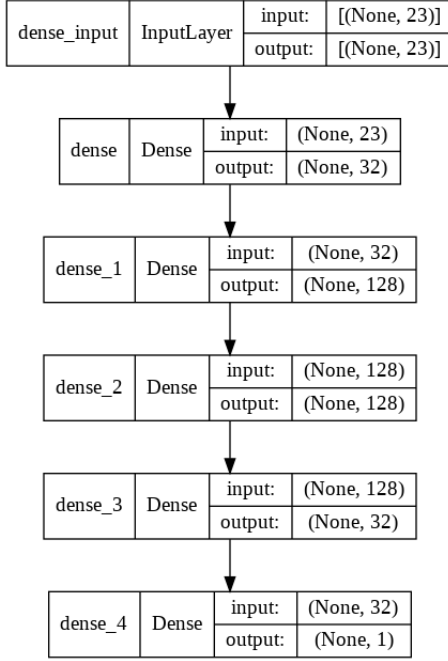 dense_input InputLayer input: [(None, 23)]
output: [(None, 23)]
dense Dense input: (None, 23)
output: (None, 32)
dense_1 Dense input: (None, 32)
output: (None, 128)
dense_2 Dense input: (None, 128)
output: (None, 128)
dense_3 Dense input: (None, 128)
output: (None, 32)
dense_4 Dense input: (None, 32)
output: (None, 1)